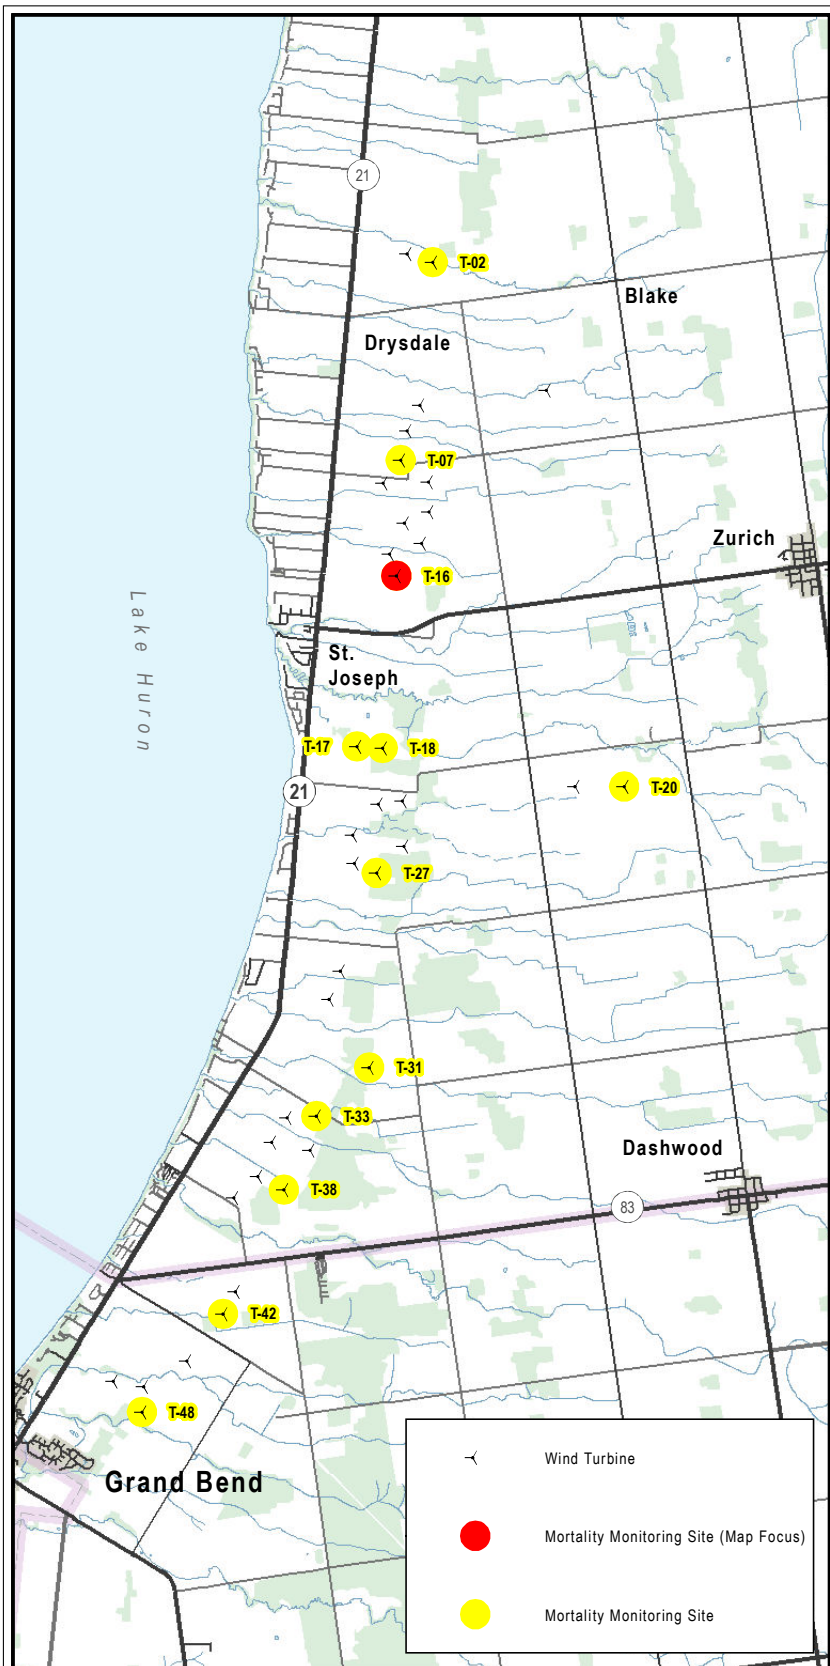 21
T-02
Blake
Drysdale
T-07
Zurich
T-16
Lake Huron
St.
Joseph
T-17
T-18
21
T-20
T-27
T-31
T-33
Dashwood
T-38
83
T-42
T-48
Grand Bend
Wind Turbine
Mortality Monitoring Site (Map Focus)
Mortality Monitoring Site